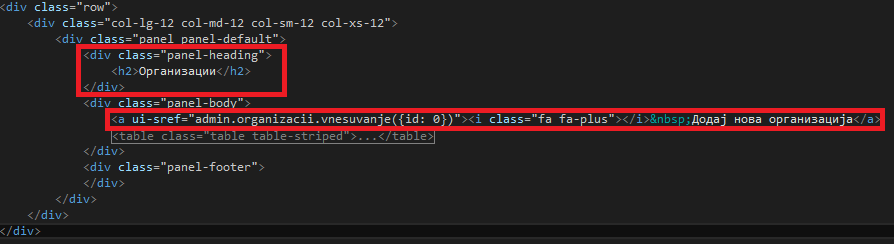 <div class="row">
<div class="col-lg-12 col-md-12 col-sm-12 col-xs-12">
<div class="panel panel-default">
<div class="panel-heading">
<h2>Организации</h2>
</div>
<div class="panel-body">
<a ui-sref="admin.organizacii.vnesuvanje({id: 0})"><i class="fa fa-plus"></i>&nbsp;Додај нова организација</a>
<table class="table table-striped">...</table>
</div>
<div class="panel-footer">
</div>
</div>
</div>
</div>